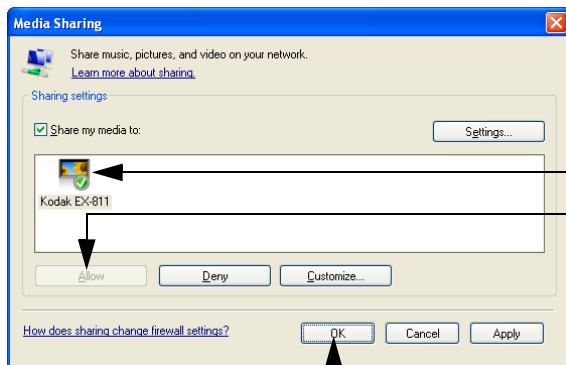 Media Sharing
Share music, pictures, and video on your network.
Learn more about sharing.
Sharing settings
Share my media to:
Settings...
Kodak EX-811
Allow
Deny
Customize...
How does sharing change firewall settings?
OK
Cancel
Apply